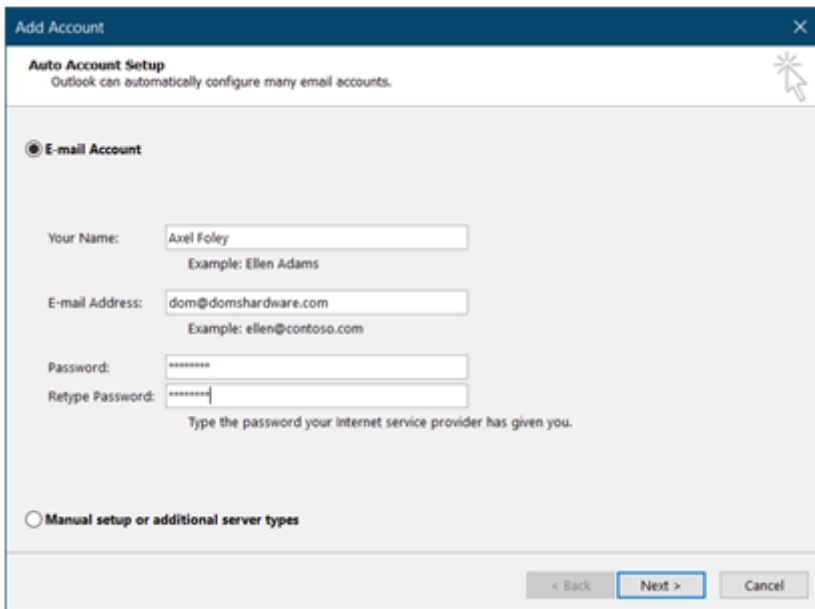 Add Account
Auto Account Setup
Outlook can automatically configure many email accounts.
E-mail Account
Your Name: Axel Foley
Example: Ellen Adams
E-mail Address: dom@domshardware.com
Example: ellen@contoso.com
Password: ********
Retype Password: ********
Type the password your Internet service provider has given you.
Manual setup or additional server types
< Back Next > Cancel